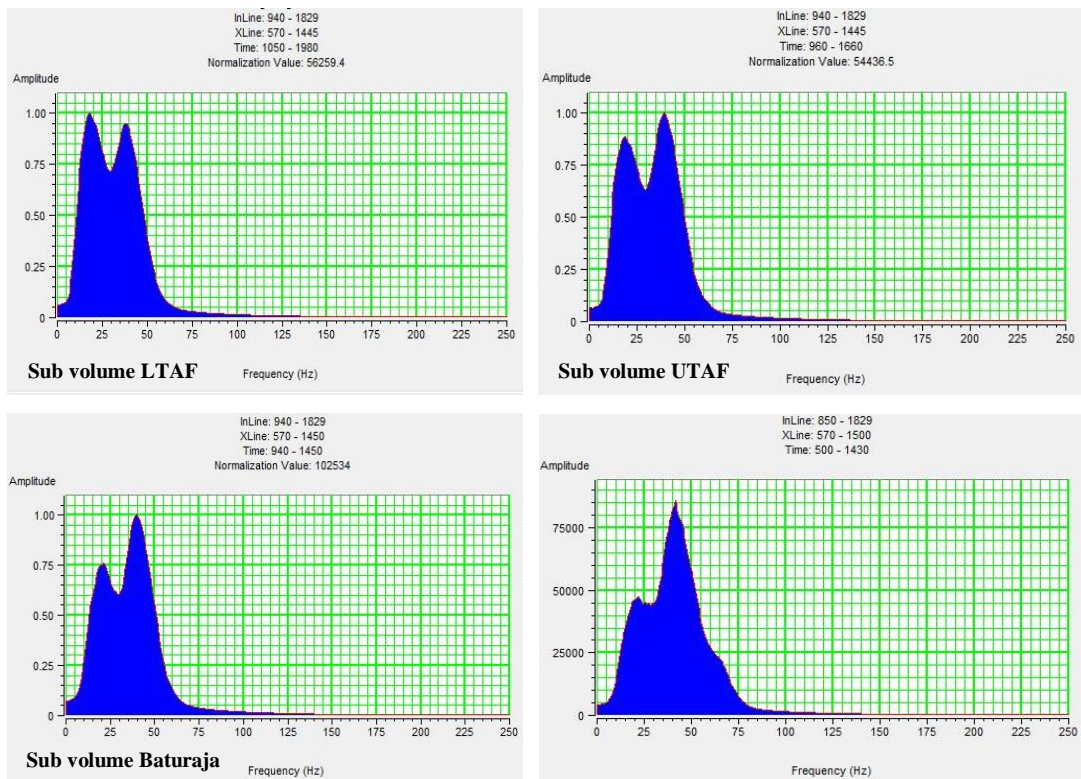 InLine: 940 - 1829
XLine: 570 - 1445
Time: 1050 - 1980
Normalization Value: 56259.4
Amplitude
1.00
0.75
0.50
0.25
0
0 25 50 75 100 125 150 175 200 225 250
Sub volume LTAF
Frequency (Hz)
InLine: 940 - 1829
XLine: 570 - 1445
Time: 960 - 1660
Normalization Value: 54436.5
Amplitude
1.00
0.75
0.50
0.25
0
0 25 50 75 100 125 150 175 200 225 250
Sub volume UTAF
Frequency (Hz)
InLine: 940 - 1829
XLine: 570 - 1450
Time: 940 - 1450
Normalization Value: 102534
Amplitude
1.00
0.75
0.50
0.25
0
0 25 50 75 100 125 150 175 200 225 250
Sub volume Baturaja
Frequency (Hz)
InLine: 850 - 1829
XLine: 570 - 1500
Time: 500 - 1430
Amplitude
75000
50000
25000
0
0 25 50 75 100 125 150 175 200 225 250
Frequency (Hz)